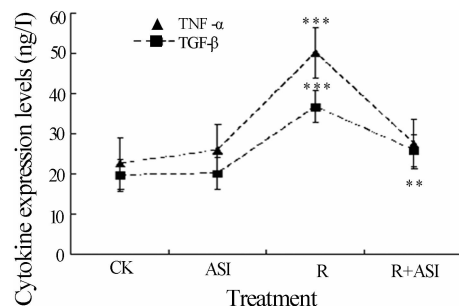 Cytokine expression levels (ng/I)
60
50
40
30
20
10
0
TNF -α
TGF-β
***
***
**
CK ASI R R+ASI
Treatment